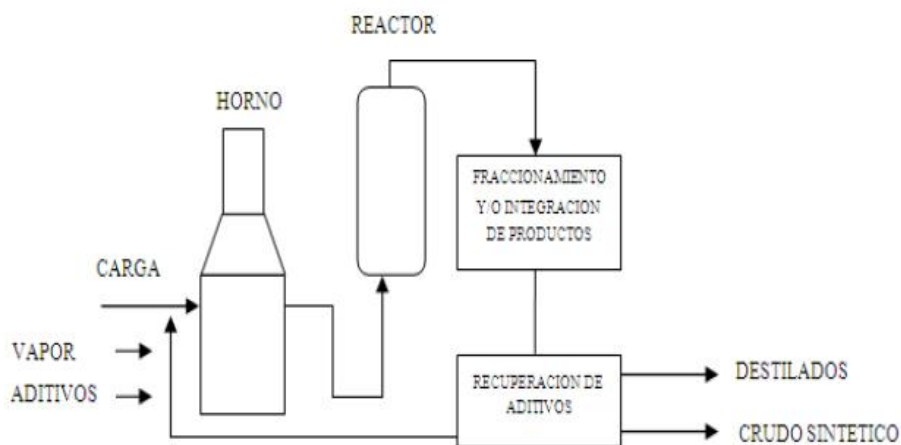 REACTOR
HORNO
FRACCIONAMIENTO
Y/O INTEGRACION
DE PRODUCTOS
CARGA
VAPOR
ADITIVOS
RECUPERACION DE
ADITIVOS
DESTILADOS
CRUDO SINTETICO